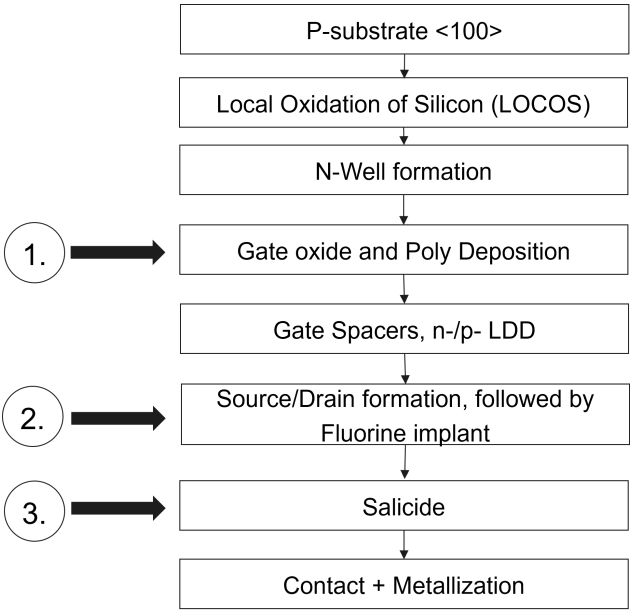 P-substrate <100>
Local Oxidation of Silicon (LOCOS)
N-Well formation
1.
Gate oxide and Poly Deposition
Gate Spacers, n-/p- LDD
2.
Source/Drain formation, followed by
Fluorine implant
3.
Salicide
Contact + Metallization